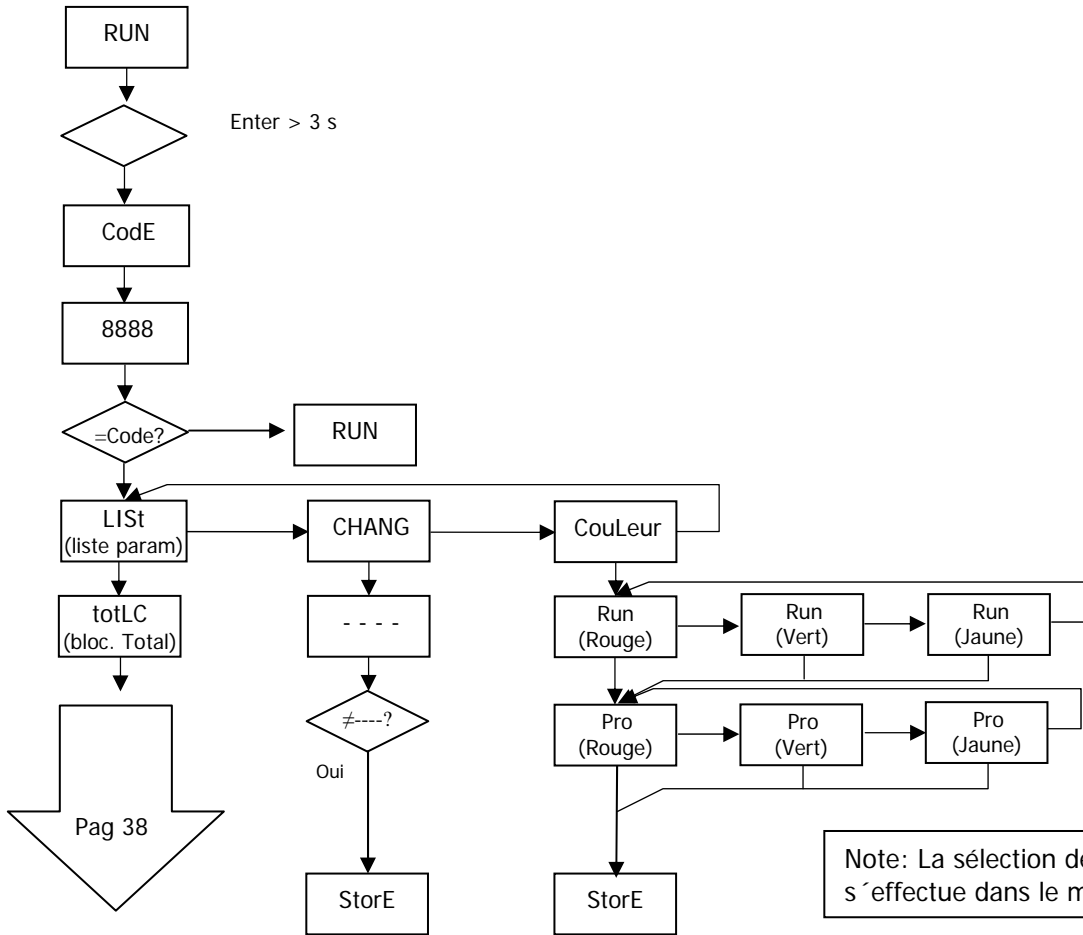 RUN
Enter > 3 s
CodE
8888
=Code?
RUN
LISt
(liste param)
CHANG
CouLeur
totLC
(bloc. Total)
- - - -
Run
(Rouge)
Run
(Vert)
Run
(Jaune)
≠----?
Pro
(Rouge)
Pro
(Vert)
Pro
(Jaune)
Oui
Pag 38
StorE
StorE
Note: La sélection
s´effectue dans le